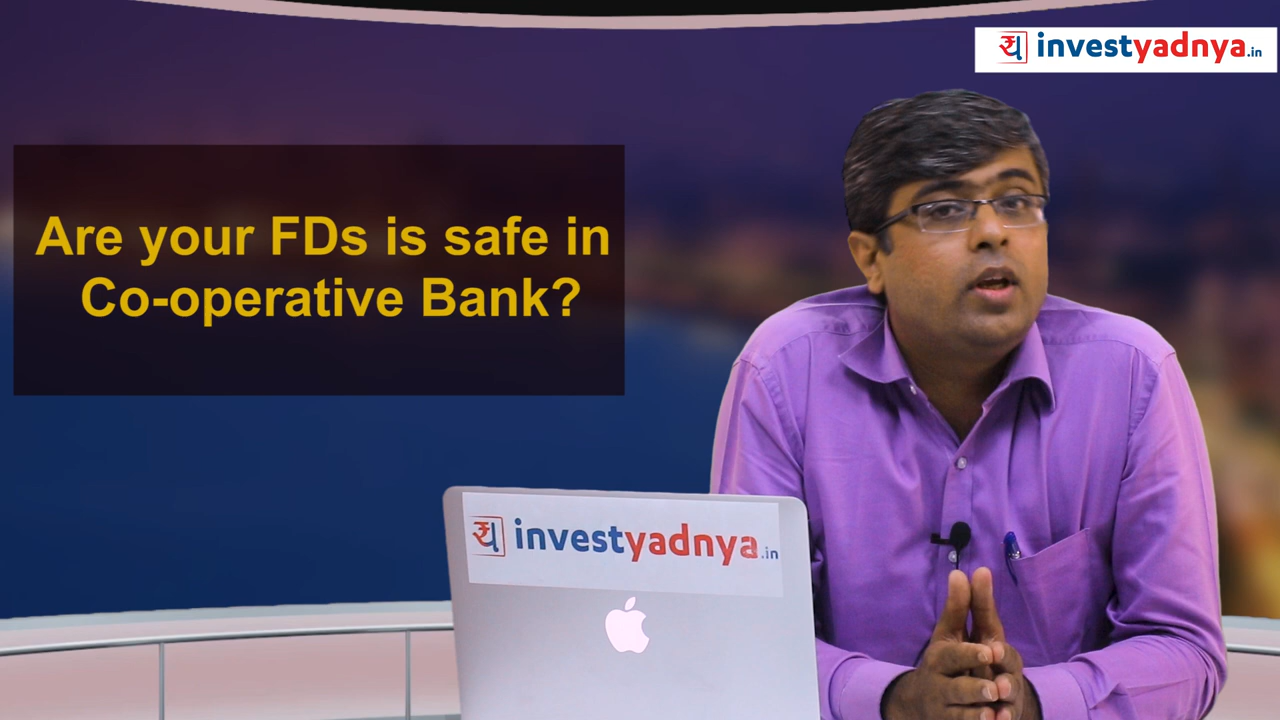 investyadnya.in
Are your FDs is safe in
Co-operative Bank?
investyadnya.in